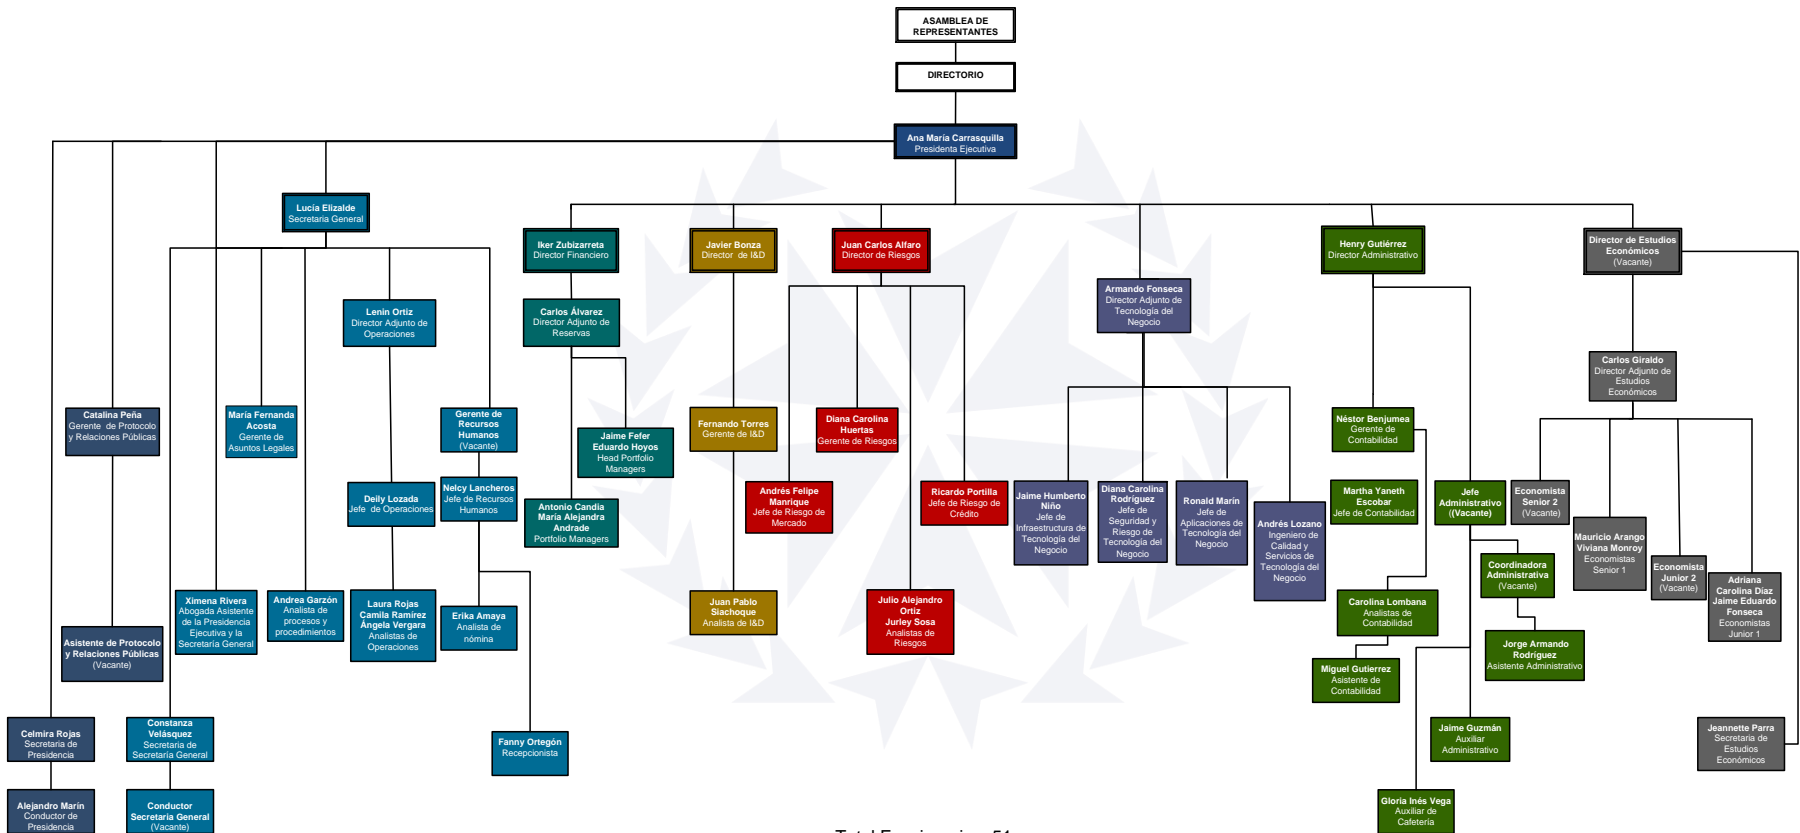 ASAMBLEA DE
REPRESENTANTES
DIRECTORIO
Ana María Carrasquilla
Presidenta Ejecutiva
Lucía Elizalde
Secretaria General
Iker Zubizarreta
Director Financiero
Javier Bonza
Director de I&D
Juan Carlos Alfaro
Director de Riesgos
Henry Gutiérrez
Director Administrativo
Director de Estudios
Económicos
(Vacante)
Armando Fonseca
Director Adjunto de
Tecnología del
Negocio
Lenin Ortiz
Director Adjunto de
Operaciones
Carlos Álvarez
Director Adjunto de
Reservas
Carlos Giraldo
Director Adjunto de
Estudios
Económicos
Catalina Peña
Gerente de Protocolo
y Relaciones Públicas
María Fernanda
Acosta
Gerente de
Asuntos Legales
Gerente de
Recursos
Humanos
(Vacante)
Jaime Fefer
Eduardo Hoyos
Head Portfolio
Managers
Fernando Torres
Gerente de I&D
Diana Carolina
Huertas
Gerente de Riesgos
Néstor Benjumea
Gerente de
Contabilidad
Deily Lozada
Jefe de Operaciones
Nelcy Lancheros
Jefe de Recursos
Humanos
Antonio Candia
María Alejandra
Andrade
Portfolio Managers
Andrés Felipe
Manrique
Jefe de Riesgo de
Mercado
Ricardo Portilla
Jefe de Riesgo de
Crédito
Jaime Humberto
Niño
Jefe de
Infraestructura de
Tecnología del
Negocio
Diana Carolina
Rodríguez
Jefe de
Seguridad y
Riesgo de
Tecnología del
Negocio
Ronald Marín
Jefe de
Aplicaciones de
Tecnología del
Negocio
Andrés Lozano
Ingeniero de
Calidad y
Servicios de
Tecnología del
Negocio
Martha Yaneth
Escobar
Jefe de Contabilidad
Jefe
Administrativo
((Vacante)
Economista
Senior 2
(Vacante)
Mauricio Arango
Viviana Monroy
Economistas
Senior 1
Economista
Junior 2
(Vacante)
Adriana
Carolina Díaz
Jaime Eduardo
Fonseca
Economistas
Junior 1
Coordinadora
Administrativa
(Vacante)
Ximena Rivera
Abogada Asistente
de la Presidencia
Ejecutiva y la
Secretaría General
Andrea Garzón
Analista de
procesos y
procedimientos
Laura Rojas
Camila Ramírez
Ángela Vergara
Analistas de
Operaciones
Erika Amaya
Analista de
nómina
Juan Pablo
Siachoque
Analista de I&D
Julio Alejandro
Ortiz
Jurley Sosa
Analistas de
Riesgos
Carolina Lombana
Analistas de
Contabilidad
Asistente de Protocolo
y Relaciones Públicas
(Vacante)
Miguel Gutierrez
Asistente de
Contabilidad
Jorge Armando
Rodríguez
Asistente Administrativo
Celmira Rojas
Secretaria de
Presidencia
Constanza
Velásquez
Secretaria de
Secretaría General
Fanny Ortegón
Recepcionista
Jaime Guzmán
Auxiliar
Administrativo
Jeannette Parra
Secretaria de
Estudios
Económicos
Alejandro Marín
Conductor de
Presidencia
Conductor
Secretaria General
(Vacante)
Gloria Inés Vega
Auxiliar de
Cafetería